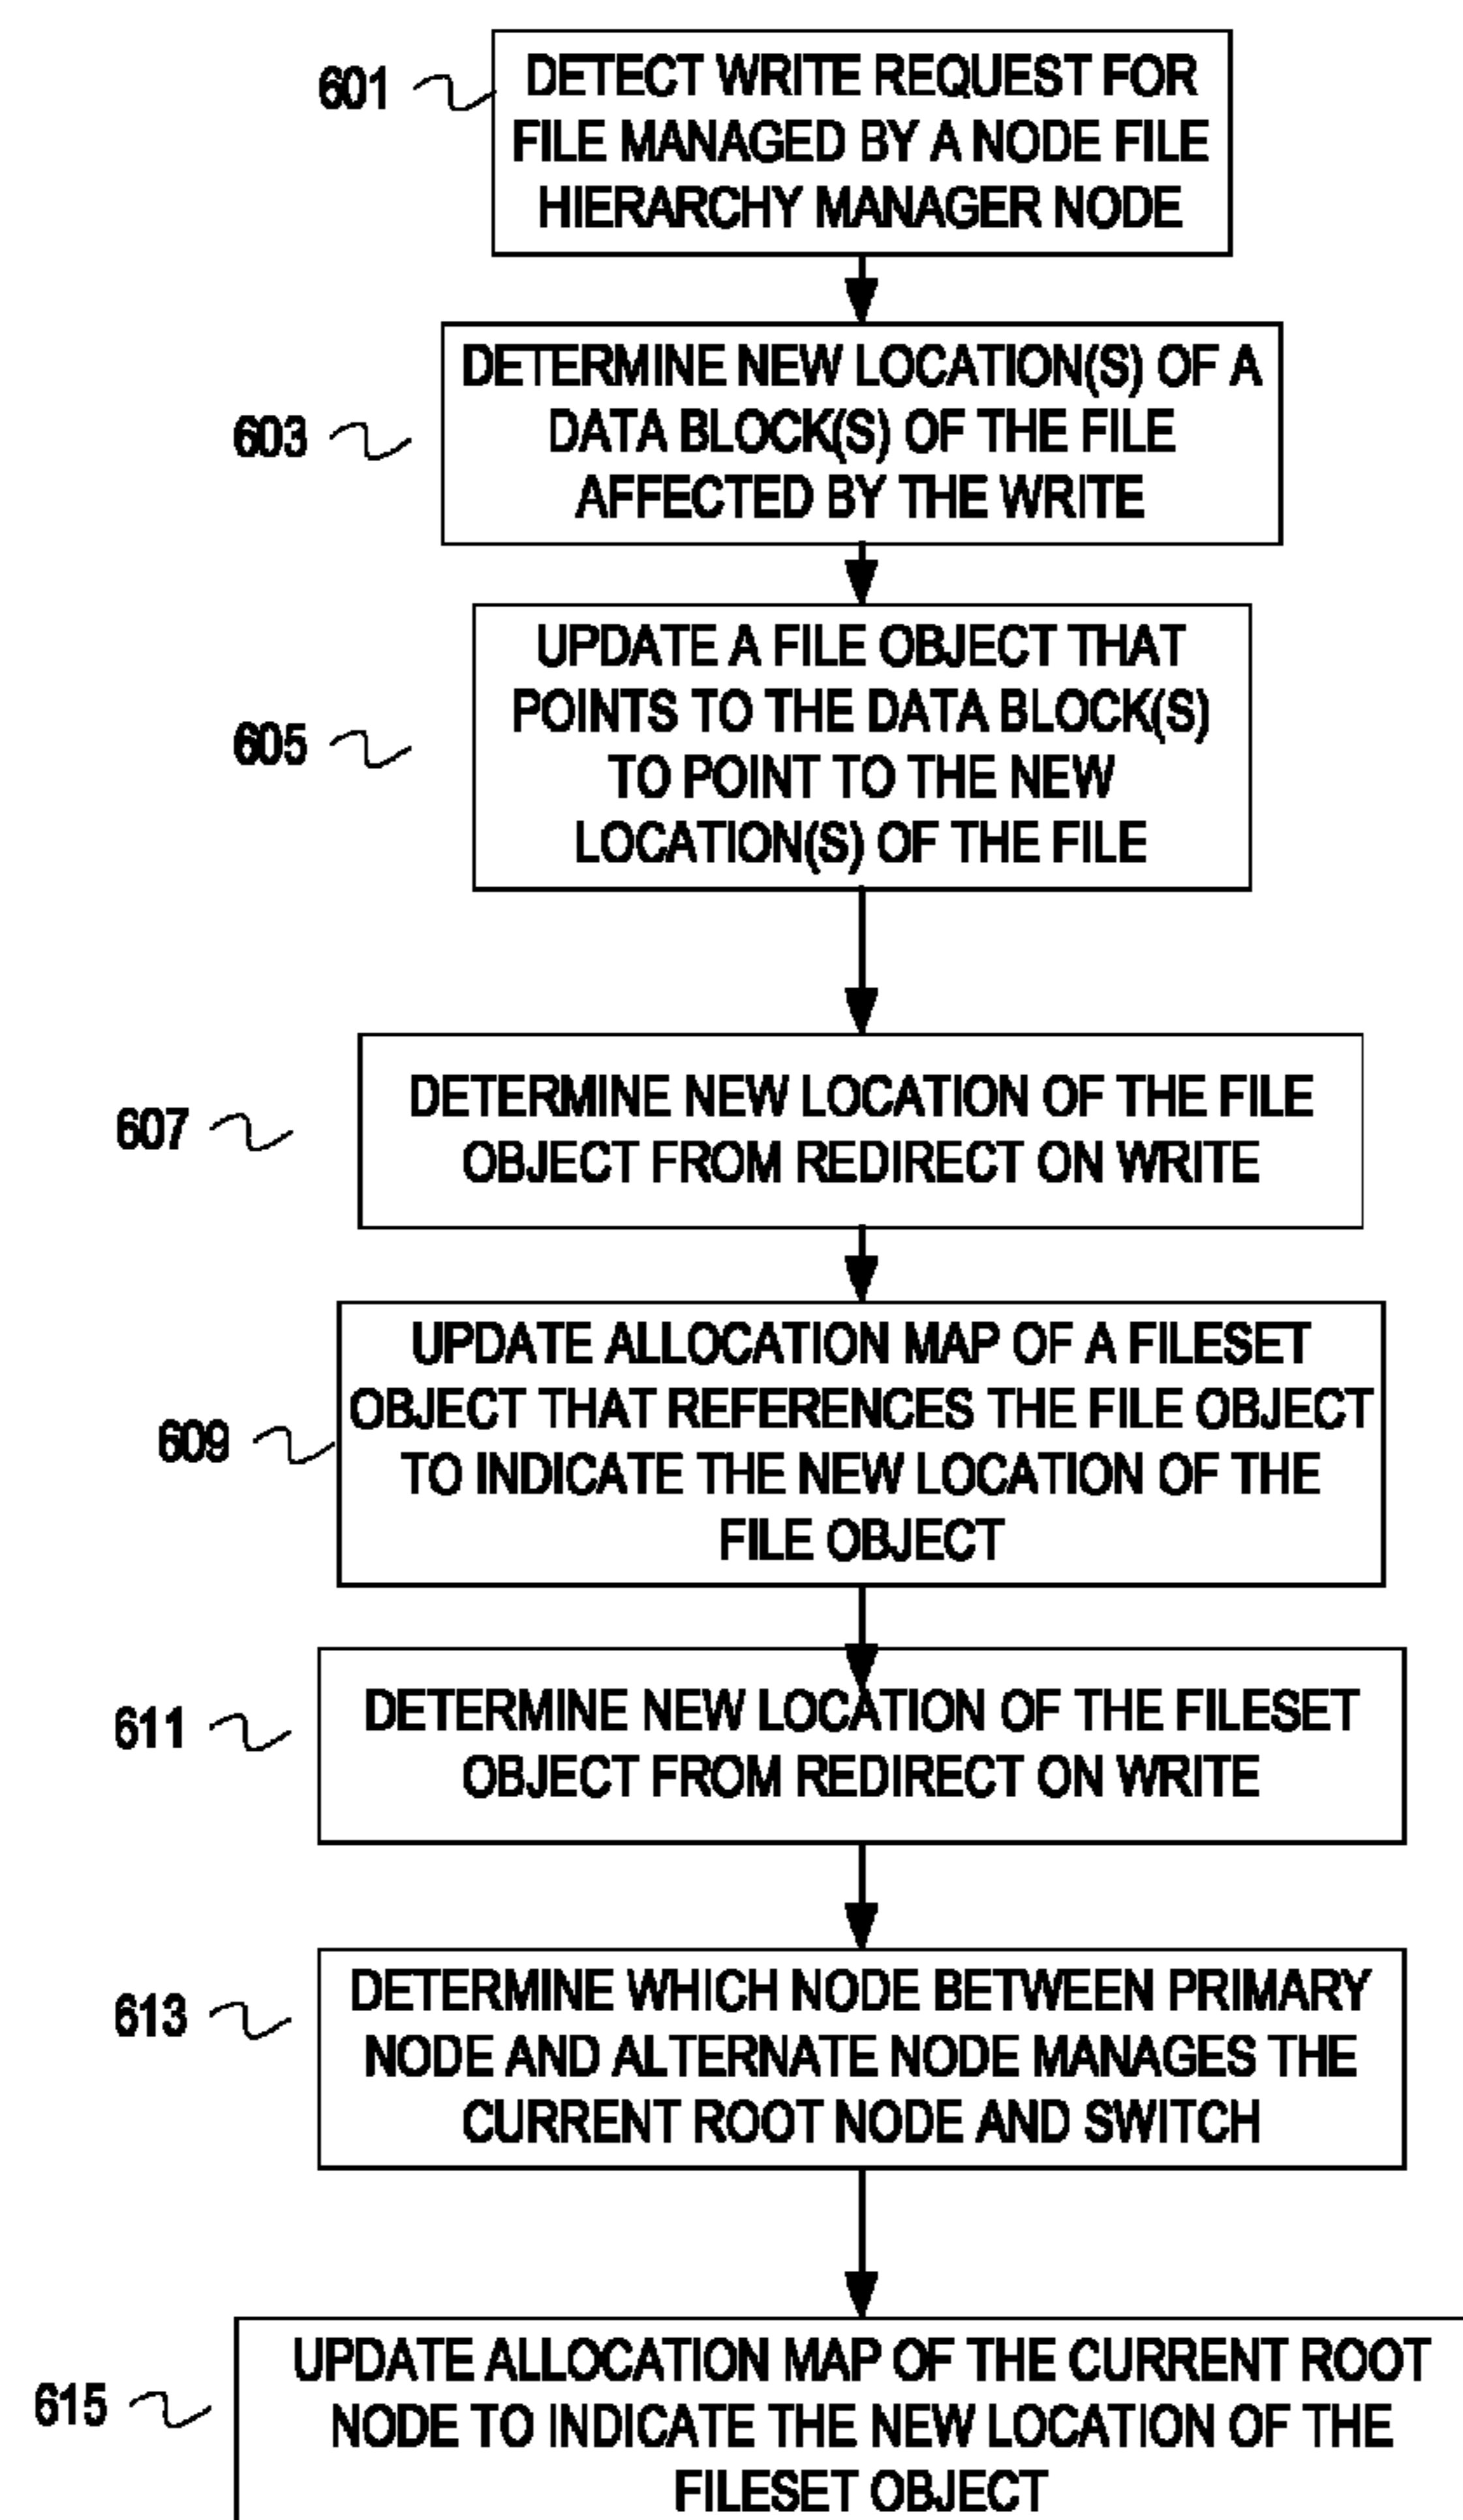 601
DETECT WRITE REQUEST FOR
FILE MANAGED BY A NODE FILE
HIERARCHY MANAGER NODE
603
DETERMINE NEW LOCATION(S) OF A
DATA BLOCK(S) OF THE FILE
AFFECTED BY THE WRITE
605
UPDATE A FILE OBJECT THAT
POINTS TO THE DATA BLOCK(S)
TO POINT TO THE NEW
LOCATION(S) OF THE FILE
607
DETERMINE NEW LOCATION OF THE FILE
OBJECT FROM REDIRECT ON WRITE
609
UPDATE ALLOCATION MAP OF A FILESET
OBJECT THAT REFERENCES THE FILE OBJECT
TO INDICATE THE NEW LOCATION OF THE
FILE OBJECT
611
DETERMINE NEW LOCATION OF THE FILESET
OBJECT FROM REDIRECT ON WRITE
613
DETERMINE WHICH NODE BETWEEN PRIMARY
NODE AND ALTERNATE NODE MANAGES THE
CURRENT ROOT NODE AND SWITCH
615
UPDATE ALLOCATION MAP OF THE CURRENT ROOT
NODE TO INDICATE THE NEW LOCATION OF THE
FILESET OBJECT